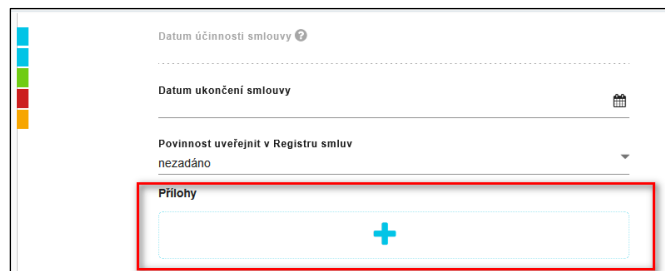 Datum účinnosti smlouvy
Datum ukončení smlouvy
Povinnost uveřejnit v Registru smluv
nezadáno
Přílohy